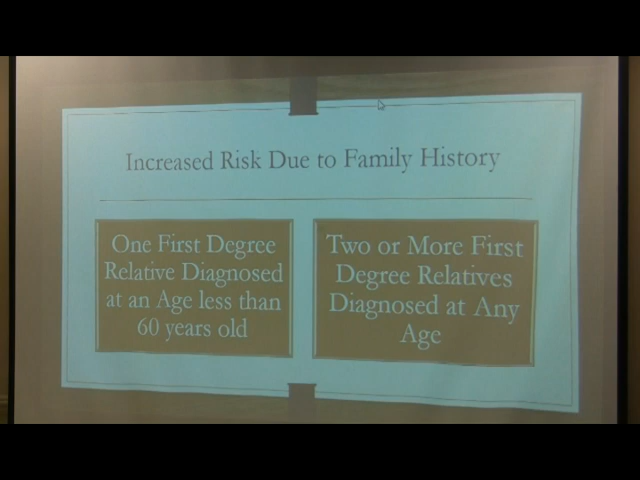 Increased Risk Due to Family History
One First Degree
Relative Diagnosed
at an Age less than
60 years old
Two or More First
Degree Relatives
Diagnosed at Any
Age